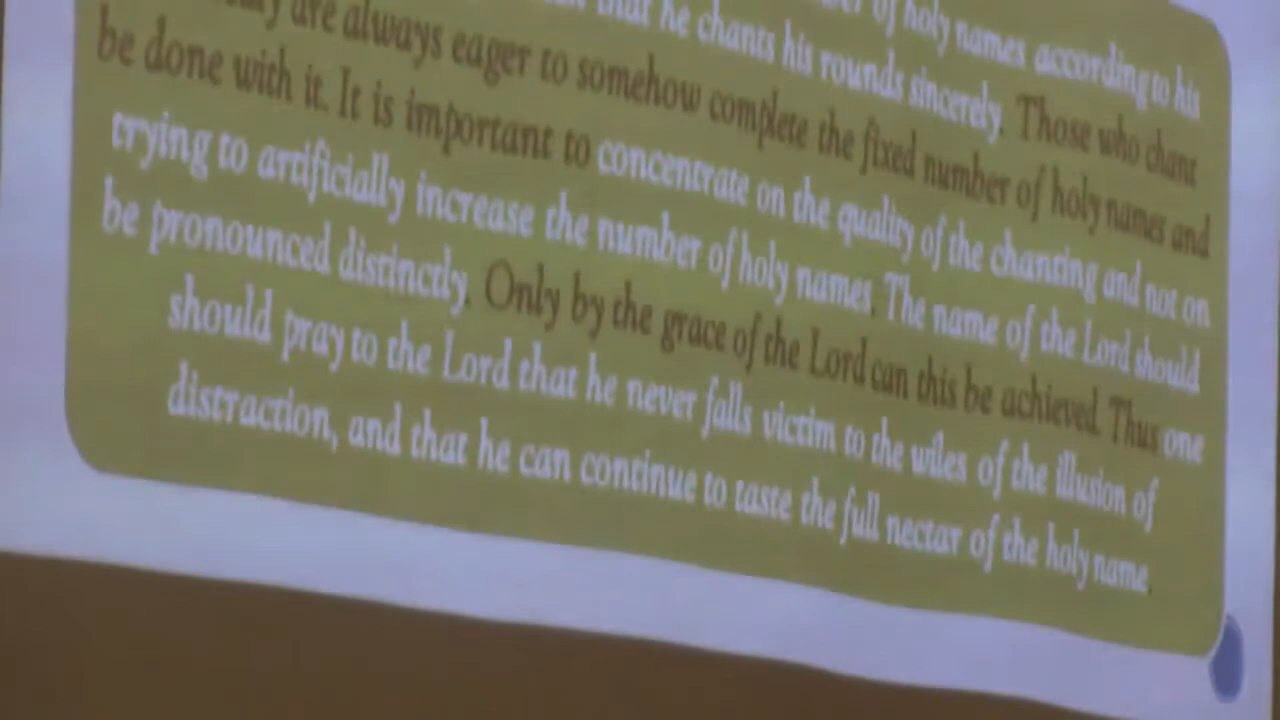 of holy names according to his
that he chants his rounds sincerely. Those who chant
are always eager to somehow complete the fixed number of holy names and
be done with it. It is important to concentrate on the quality of the chanting and not on
trying to artificially increase the number of holy names. The name of the Lord should
be pronounced distinctly. Only by the grace of the Lord can this be achieved. Thus one
should pray to the Lord that he never falls victim to the wiles of the illusion of
distraction, and that he can continue to taste the full nectar of the holy name.